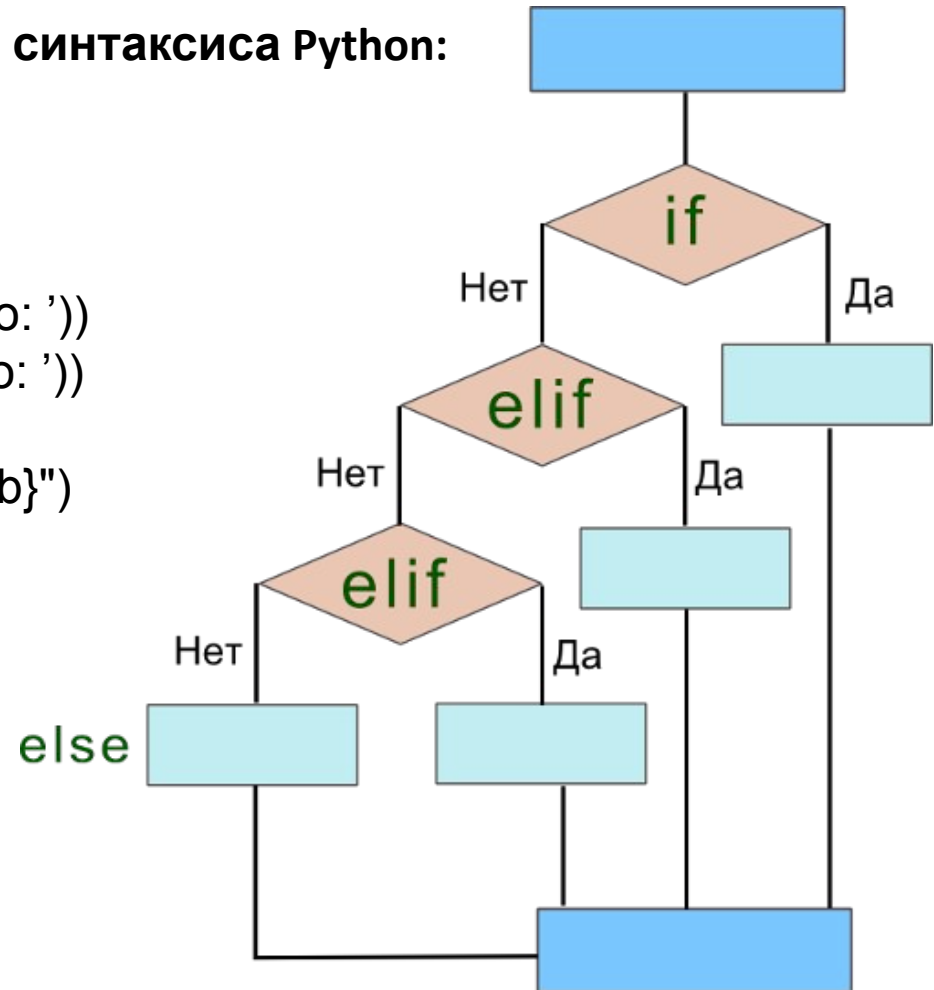 синтаксиса Python:
if
Нет
Да
о: ’))
о: ’))
elif
b}")
Нет
Да
elif
Нет
Да
else